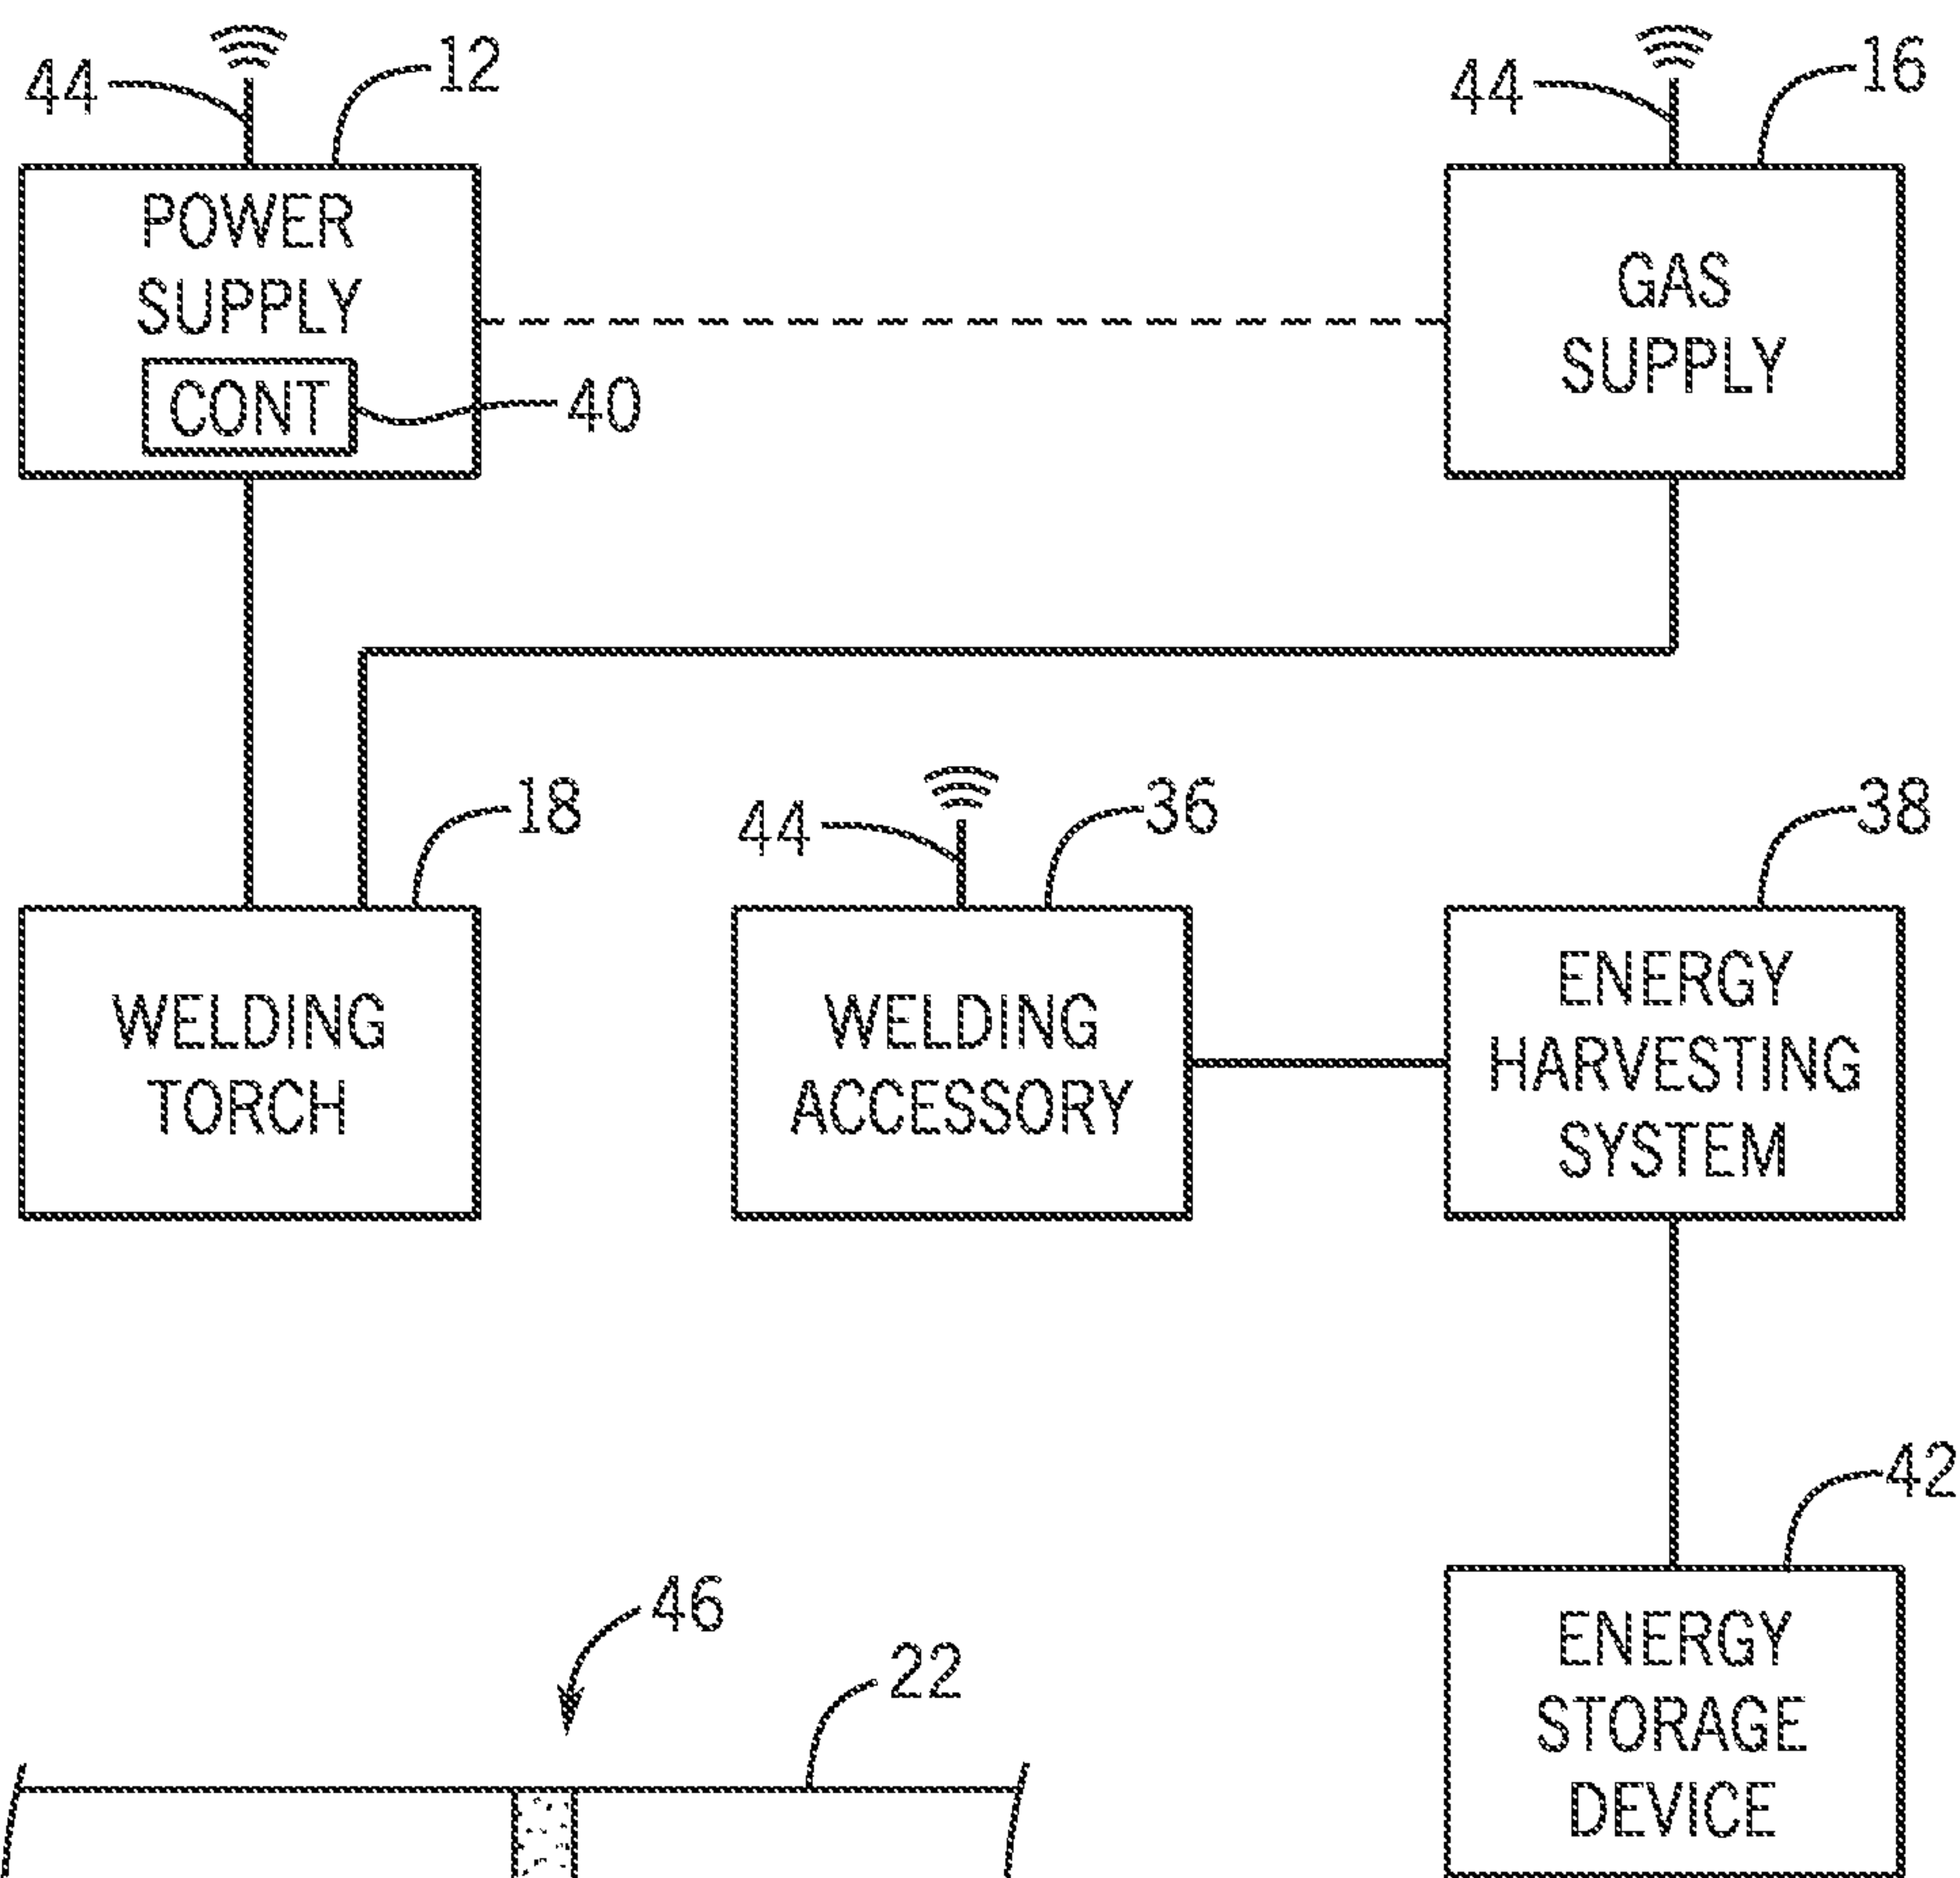 44
12
44
16
POWER
SUPPLY
CONT
40
GAS
SUPPLY
18
44
36
38
WELDING
TORCH
WELDING
ACCESSORY
ENERGY
HARVESTING
SYSTEM
42
46
22
ENERGY
STORAGE
DEVICE